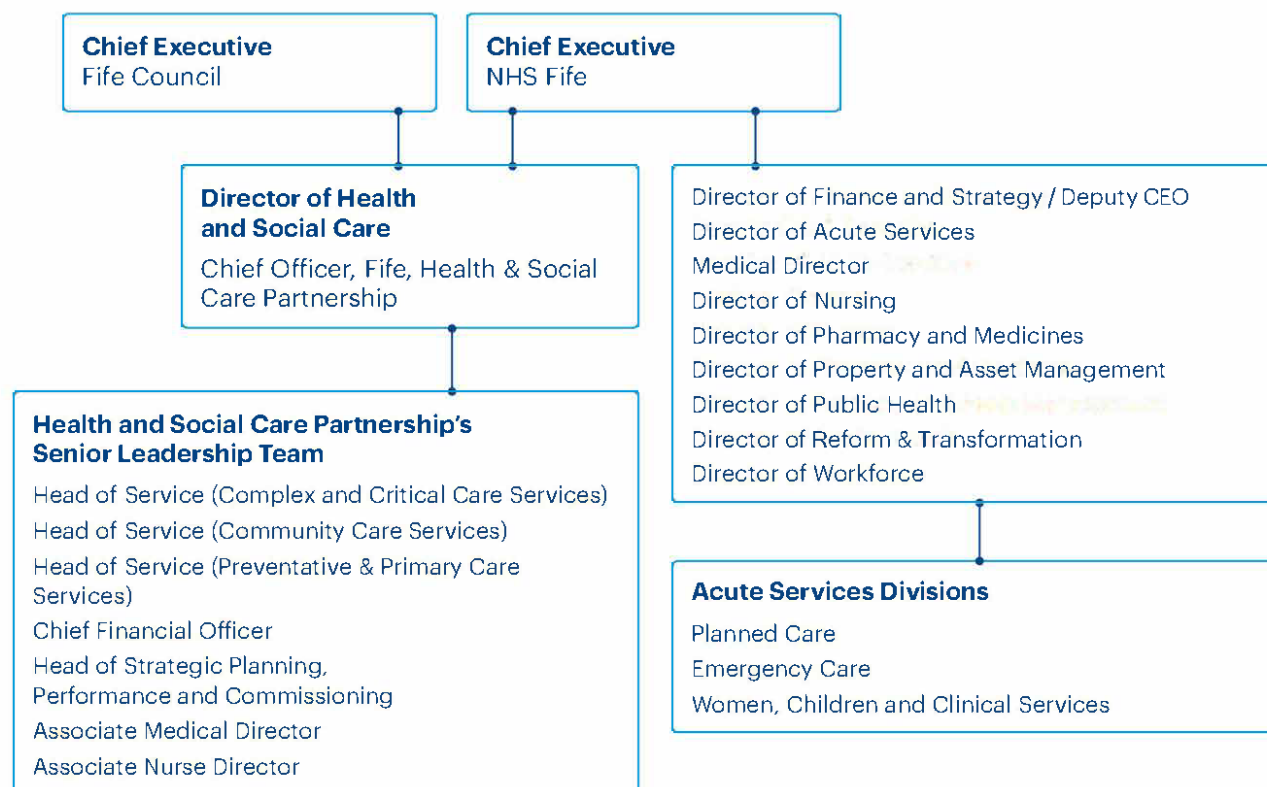 Chief Executive
Fife Council
Chief Executive
NHS Fife
Director of Health
and Social Care
Chief Officer, Fife, Health & Social
Care Partnership
Director of Finance and Strategy / Deputy CEO
Director of Acute Services
Medical Director
Director of Nursing
Director of Pharmacy and Medicines
Director of Property and Asset Management
Director of Public Health
Director of Reform & Transformation
Director of Workforce
Health and Social Care Partnership's
Senior Leadership Team
Head of Service (Complex and Critical Care Services)
Head of Service (Community Care Services)
Head of Service (Preventative & Primary Care
Services)
Chief Financial Officer
Head of Strategic Planning,
Performance and Commissioning
Associate Medical Director
Associate Nurse Director
Acute Services Divisions
Planned Care
Emergency Care
Women, Children and Clinical Services